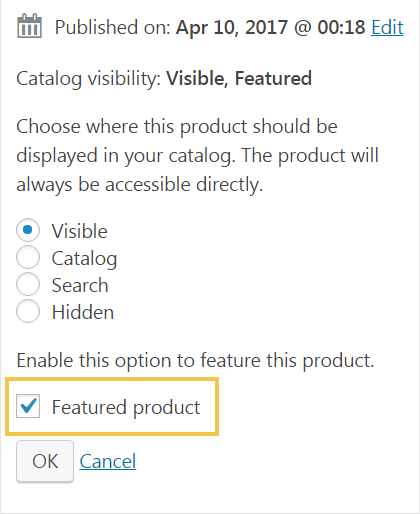 Published on: Apr 10, 2017 @ 00:18 Edit
Catalog visibility: Visible, Featured
Choose where this product should be
displayed in your catalog. The product will
always be accessible directly.
Visible
Catalog
Search
Hidden
Enable this option to feature this product.
Featured product
OK Cancel